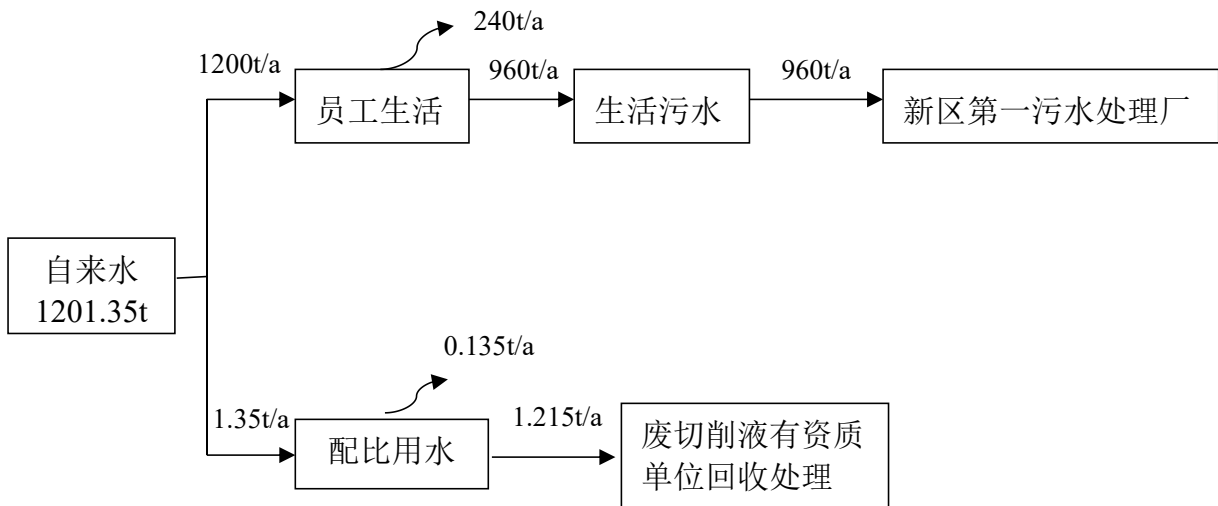 240t/a
1200t/a
960t/a
960t/a
员工生活
生活污水
新区第一污水处理厂
自来水
1201.35t
0.135t/a
1.35t/a
1.215t/a
配比用水
废切削液有资质
单位回收处理